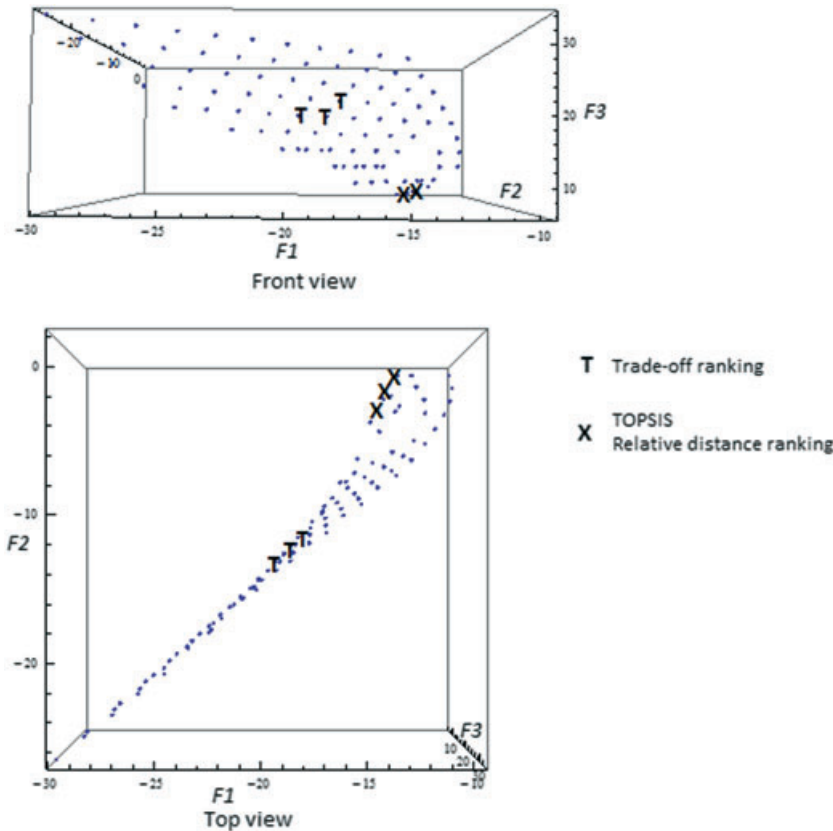 -20
-10
0
30
20
F3
F2
10
-30
-25
-20
-15
-10
F1
Front view
0
T Trade-off ranking
X TOPSIS
Relative distance ranking
-10
F2
-20
F3
10
20
-30
-25
-20
-15
-10
F1
Top view
T
T
T
X
X
T
T
T
X
X
X